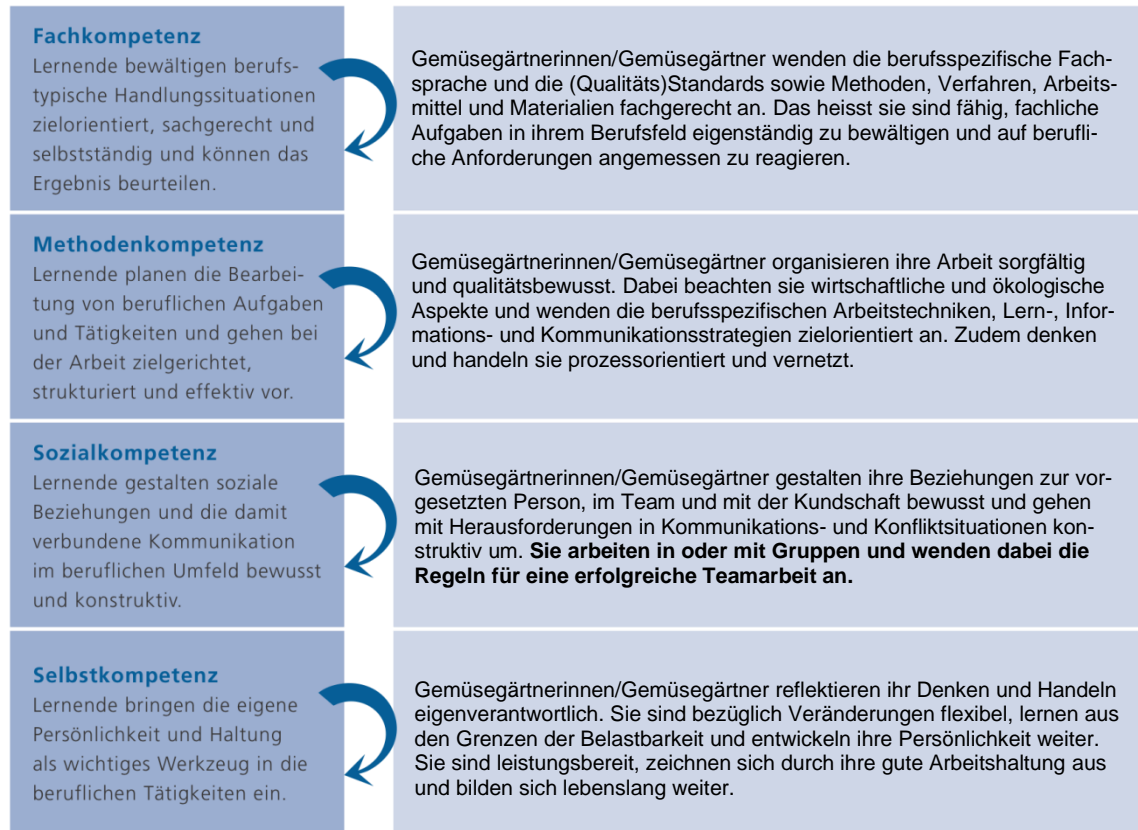 Fachkompetenz
Lernende bewältigen berufs-
typische Handlungssituationen
zielorientiert, sachgerecht und
selbstständig und können das
Ergebnis beurteilen.
Gemüsegärtnerinnen/Gemüsegärtner wenden die berufsspezifische Fach-
sprache und die (Qualitäts)Standards sowie Methoden, Verfahren, Arbeits-
mittel und Materialien fachgerecht an. Das heisst sie sind fähig, fachliche
Aufgaben in ihrem Berufsfeld eigenständig zu bewältigen und auf berufli-
che Anforderungen angemessen zu reagieren.
Methodenkompetenz
Lernende planen die Bearbei-
tung von beruflichen Aufgaben
und Tätigkeiten und gehen bei
der Arbeit zielgerichtet,
strukturiert und effektiv vor.
Gemüsegärtnerinnen/Gemüsegärtner organisieren ihre Arbeit sorgfältig
und qualitätsbewusst. Dabei beachten sie wirtschaftliche und ökologische
Aspekte und wenden die berufsspezifischen Arbeitstechniken, Lern-, Infor-
mations- und Kommunikationsstrategien zielorientiert an. Zudem denken
und handeln sie prozessorientiert und vernetzt.
Sozialkompetenz
Lernende gestalten soziale
Beziehungen und die damit
verbundene Kommunikation
im beruflichen Umfeld bewusst
und konstruktiv.
Gemüsegärtnerinnen/Gemüsegärtner gestalten ihre Beziehungen zur vor-
gesetzten Person, im Team und mit der Kundschaft bewusst und gehen
mit Herausforderungen in Kommunikations- und Konfliktsituationen kon-
struktiv um. Sie arbeiten in oder mit Gruppen und wenden dabei die
Regeln für eine erfolgreiche Teamarbeit an.
Selbstkompetenz
Lernende bringen die eigene
Persönlichkeit und Haltung
als wichtiges Werkzeug in die
beruflichen Tätigkeiten ein.
Gemüsegärtnerinnen/Gemüsegärtner reflektieren ihr Denken und Handeln
eigenverantwortlich. Sie sind bezüglich Veränderungen flexibel, lernen aus
den Grenzen der Belastbarkeit und entwickeln ihre Persönlichkeit weiter.
Sie sind leistungsbereit, zeichnen sich durch ihre gute Arbeitshaltung aus
und bilden sich lebenslang weiter.